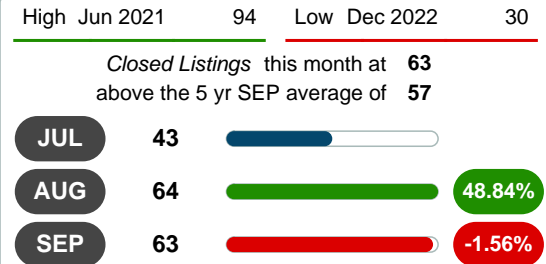 High Jun 2021 94 Low Dec 2022 30
Closed Listings this month at 63
above the 5 yr SEP average of 57
JUL 43
AUG 64 48.84%
SEP 63 -1.56%